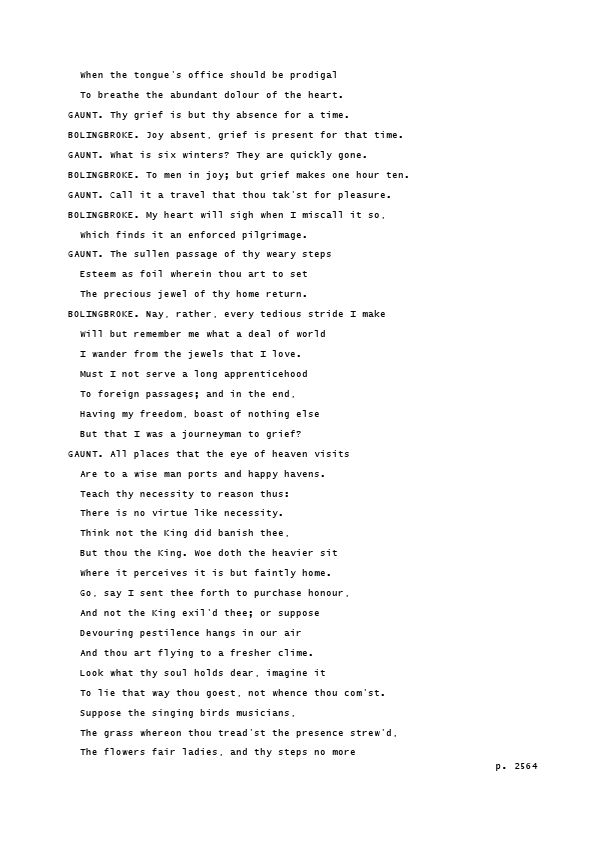 When the tongue's office should be prodigal
To breathe the abundant dolour of the heart.
GAUNT. Thy grief is but thy absence for a time.
BOLINGBROKE. Joy absent, grief is present for that time.
GAUNT. What is six winters? They are quickly gone.
BOLINGBROKE. To men in joy; but grief makes one hour ten.
GAUNT. Call it a travel that thou tak'st for pleasure.
BOLINGBROKE. My heart will sigh when I miscall it so,
Which finds it an enforced pilgrimage.
GAUNT. The sullen passage of thy weary steps
Esteem as foil wherein thou art to set
The precious jewel of thy home return.
BOLINGBROKE. Nay, rather, every tedious stride I make
Will but remember me what a deal of world
I wander from the jewels that I love.
Must I not serve a long apprenticehood
To foreign passages; and in the end,
Having my freedom, boast of nothing else
But that I was a journeyman to grief?
GAUNT. All places that the eye of heaven visits
Are to a wise man ports and happy havens.
Teach thy necessity to reason thus:
There is no virtue like necessity.
Think not the King did banish thee,
But thou the King. Woe doth the heavier sit
Where it perceives it is but faintly home.
Go, say I sent thee forth to purchase honour,
And not the King exil'd thee; or suppose
Devouring pestilence hangs in our air
And thou art flying to a fresher clime.
Look what thy soul holds dear, imagine it
To lie that way thou goest, not whence thou com'st.
Suppose the singing birds musicians,
The grass whereon thou tread'st the presence strew'd,
The flowers fair ladies, and thy steps no more
p. 2564